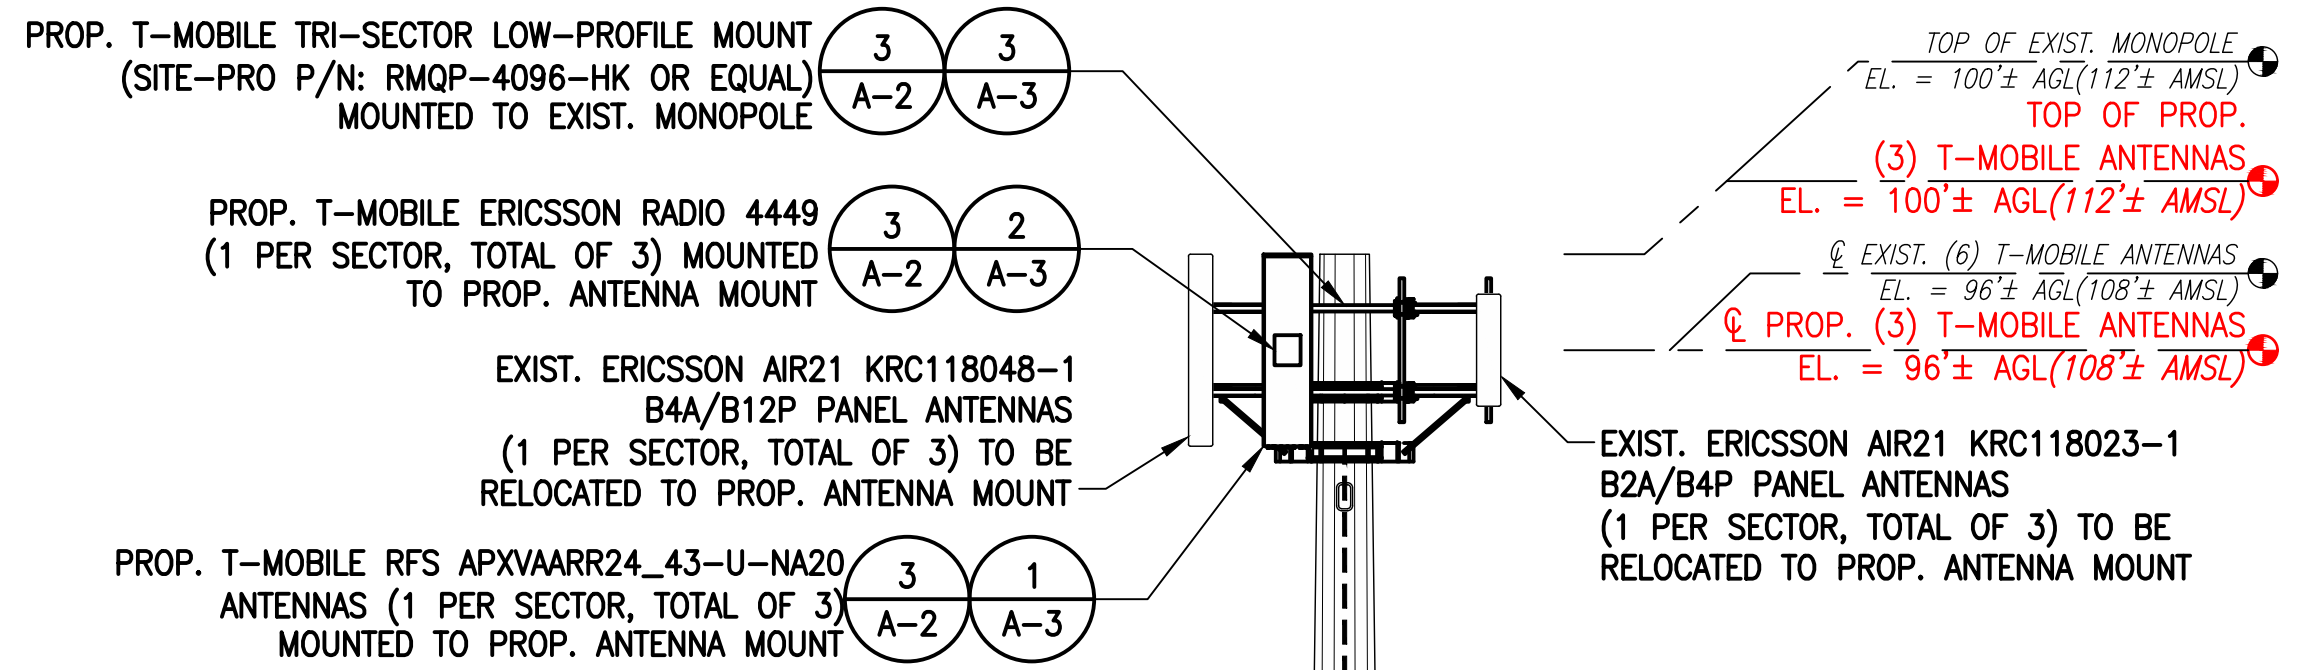 PROP. T-MOBILE TRI-SECTOR LOW-PROFILE MOUNT
(SITE-PRO P/N: RMQP-4096-HK OR EQUAL)
MOUNTED TO EXIST. MONOPOLE
3
A-2
3
A-3
PROP. T-MOBILE ERICSSON RADIO 4449
(1 PER SECTOR, TOTAL OF 3) MOUNTED
TO PROP. ANTENNA MOUNT
3
A-2
2
A-3
EXIST. ERICSSON AIR21 KRC118048-1
B4A/B12P PANEL ANTENNAS
(1 PER SECTOR, TOTAL OF 3) TO BE
RELOCATED TO PROP. ANTENNA MOUNT
PROP. T-MOBILE RFS APXVAARR24_43-U-NA20
ANTENNAS (1 PER SECTOR, TOTAL OF 3)
MOUNTED TO PROP. ANTENNA MOUNT
3
A-2
1
A-3
TOP OF EXIST. MONOPOLE
EL. = 100'± AGL(112'± AMSL)
TOP OF PROP.
(3) T-MOBILE ANTENNAS
EL. = 100'± AGL(112'± AMSL)
℄ EXIST. (6) T-MOBILE ANTENNAS
EL. = 96'± AGL(108'± AMSL)
℄ PROP. (3) T-MOBILE ANTENNAS
EL. = 96'± AGL(108'± AMSL)
EXIST. ERICSSON AIR21 KRC118023-1
B2A/B4P PANEL ANTENNAS
(1 PER SECTOR, TOTAL OF 3) TO BE
RELOCATED TO PROP. ANTENNA MOUNT